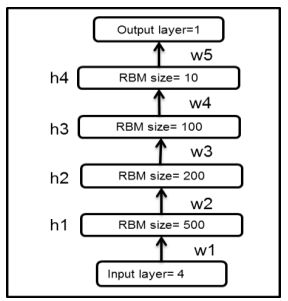 Output layer=1
w5
h4 RBM size= 10
w4
h3 RBM size= 100
w3
h2 RBM size= 200
w2
h1 RBM size= 500
w1
Input layer= 4